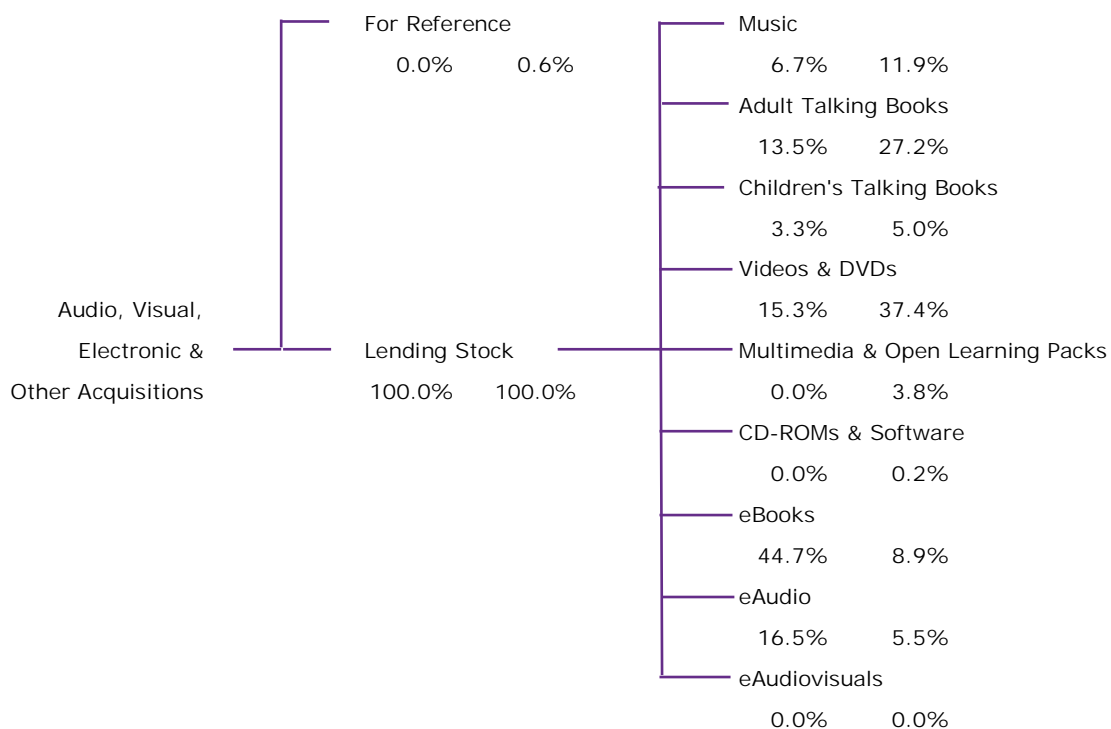 For Reference
0.0% 0.6%
Audio, Visual,
Electronic &
Other Acquisitions
Lending Stock
100.0% 100.0%
Music
6.7% 11.9%
Adult Talking Books
13.5% 27.2%
Children's Talking Books
3.3% 5.0%
Videos & DVDs
15.3% 37.4%
Multimedia & Open Learning Packs
0.0% 3.8%
CD-ROMs & Software
0.0% 0.2%
eBooks
44.7% 8.9%
eAudio
16.5% 5.5%
eAudiovisuals
0.0% 0.0%